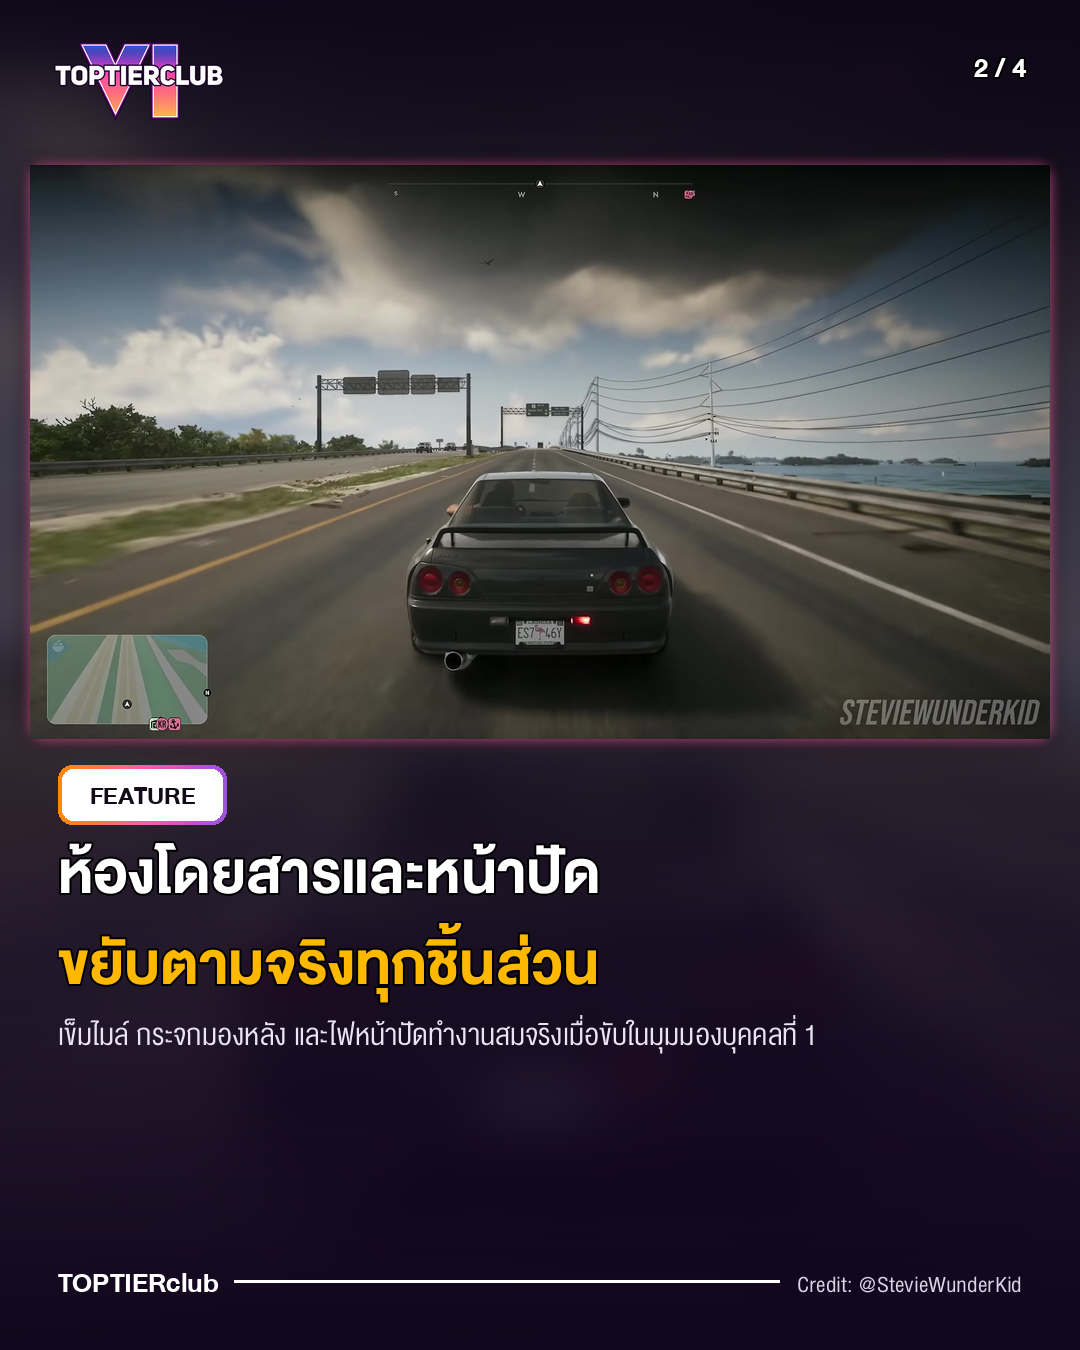 VI
TOPTIERCLUB
2 / 4
S
W
N
N
KR
ES7 46Y
STEVIEWUNDERKID
FEATURE
ห้องโดยสารและหน้าปัด
ขยับตามจริงทุกชิ้นส่วน
เข็มไมล์ กระจกมองหลัง และไฟหน้าปัดทำงานสมจริงเมื่อขับในมุมมองบุคคลที่ 1
TOPTIERclub
Credit: @StevieWunderKid